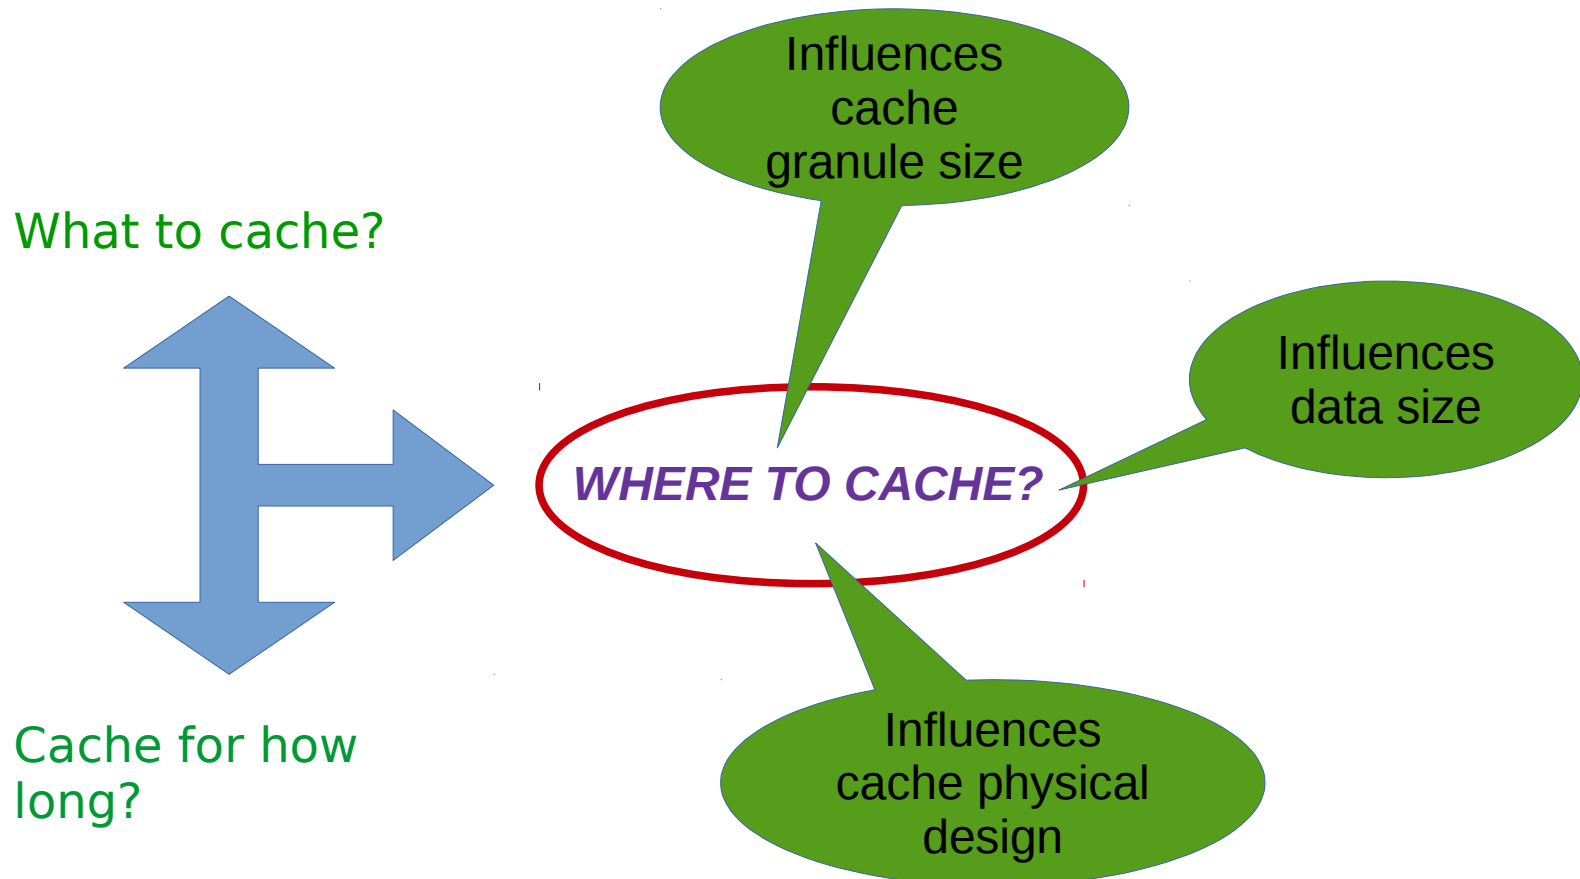 Influences
cache
granule size
What to cache?
Influences
data size
WHERE TO CACHE?
Cache for how
long?
Influences
cache physical
design